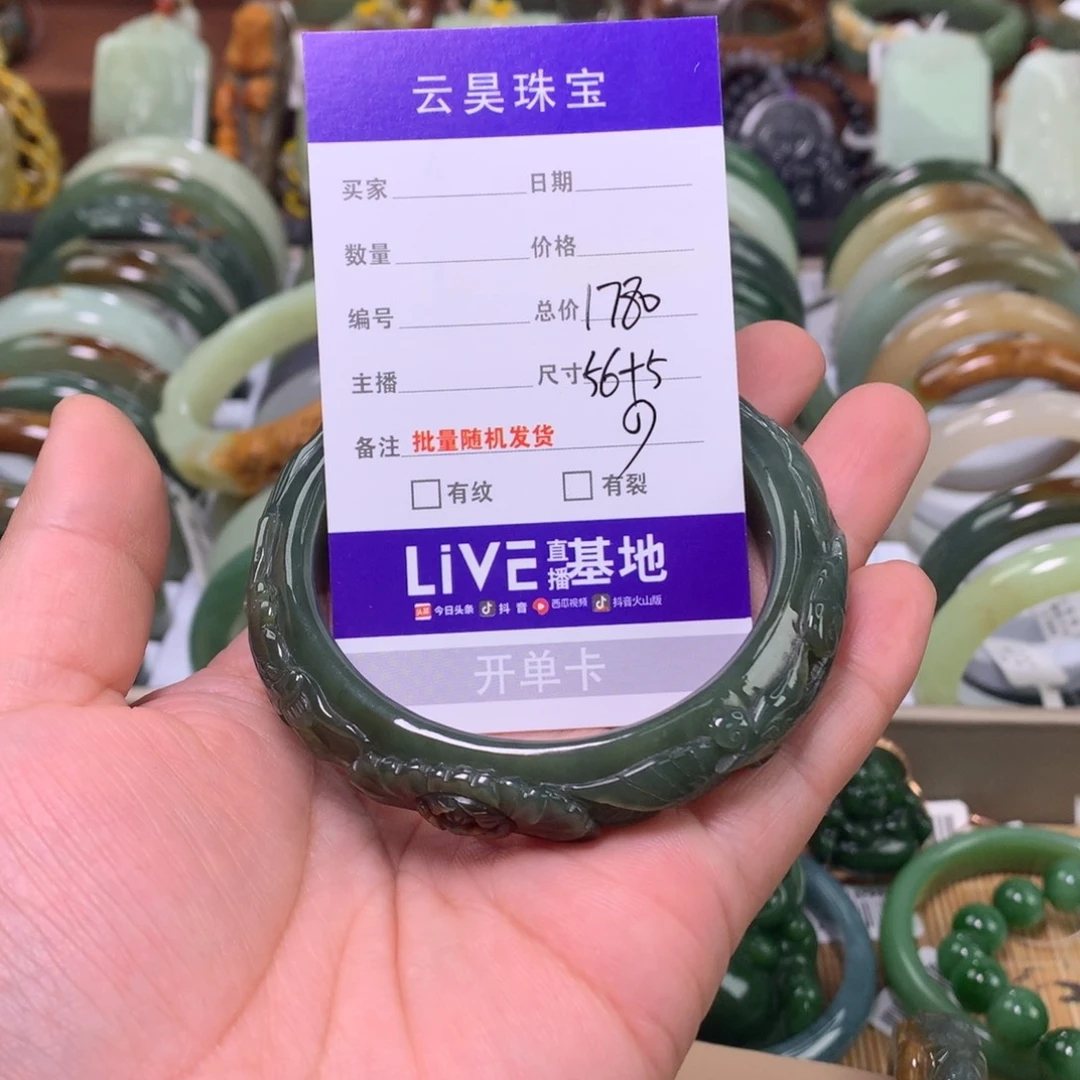 云昊珠宝
买家 日期
数量 价格
编号 总价 1780
主播 尺寸 56+5
备注 批量随机发货
有纹 有裂
LiVE 直播基地
今日头条 抖音 西瓜视频 抖音火山版
开单卡